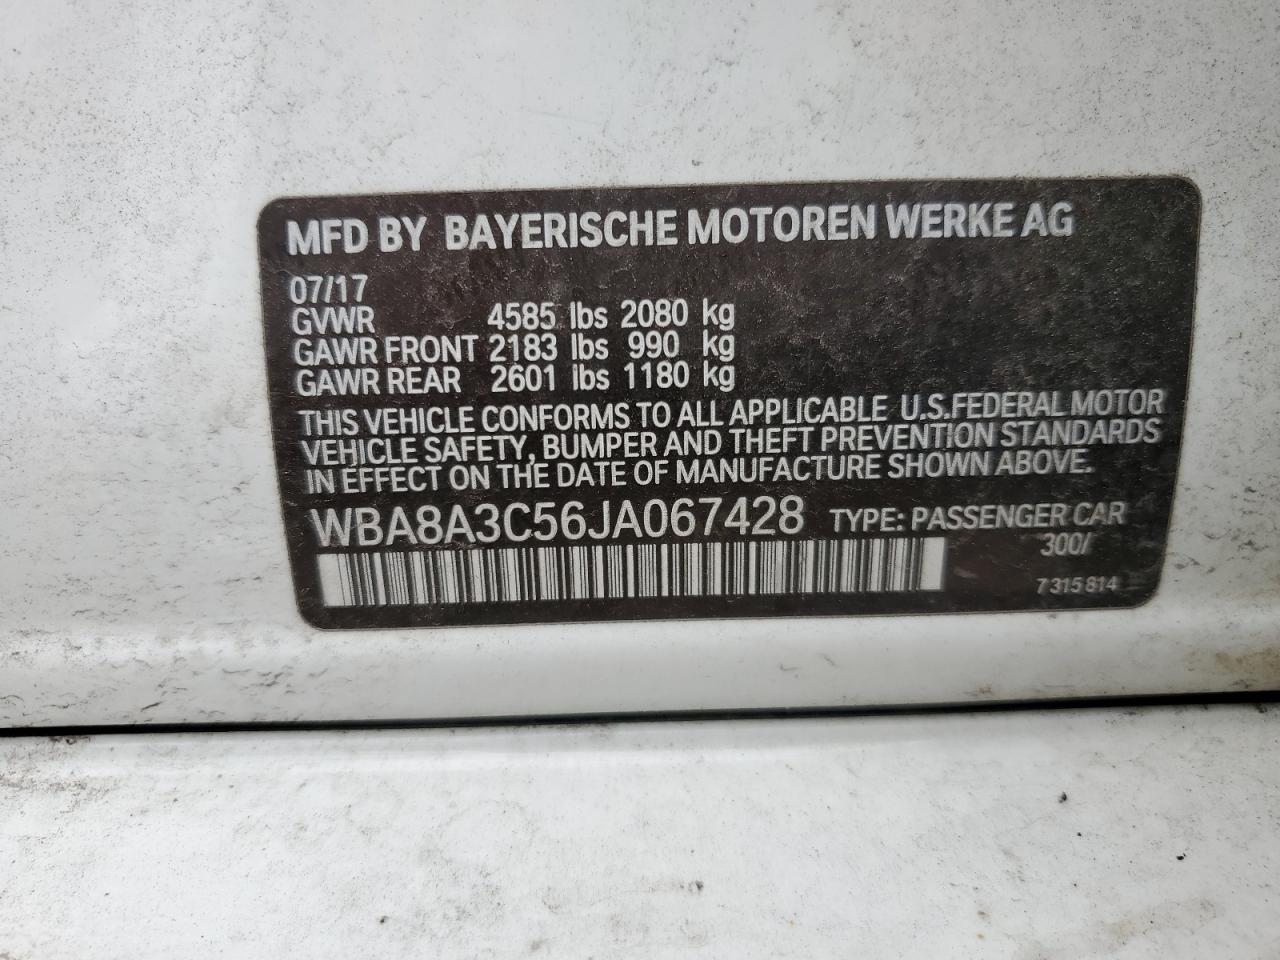 MFD BY BAYERISCHE MOTOREN WERKE AG
07/17
GVWR 4585 lbs 2080 kg
GAWR FRONT 2183 lbs 990 kg
GAWR REAR 2601 lbs 1180 kg
THIS VEHICLE CONFORMS TO ALL APPLICABLE U.S.FEDERAL MOTOR
VEHICLE SAFETY, BUMPER AND THEFT PREVENTION STANDARDS
IN EFFECT ON THE DATE OF MANUFACTURE SHOWN ABOVE.
WBA8A3C56JA067428 TYPE: PASSENGER CAR
300/
7 315 814